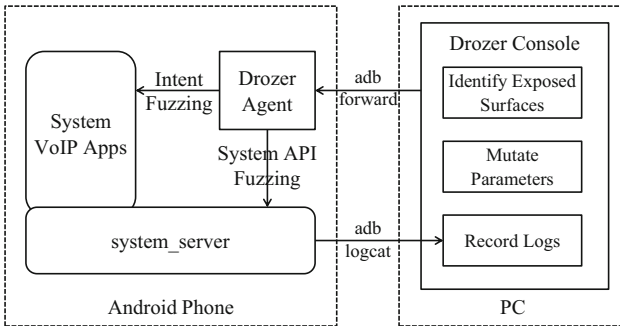 Drozer Console
Identify Exposed
Surfaces
Mutate
Parameters
Record Logs
PC
adb
forward
adb
logcat
Drozer
Agent
Intent
Fuzzing
System API
Fuzzing
System
VoIP Apps
system_server
Android Phone